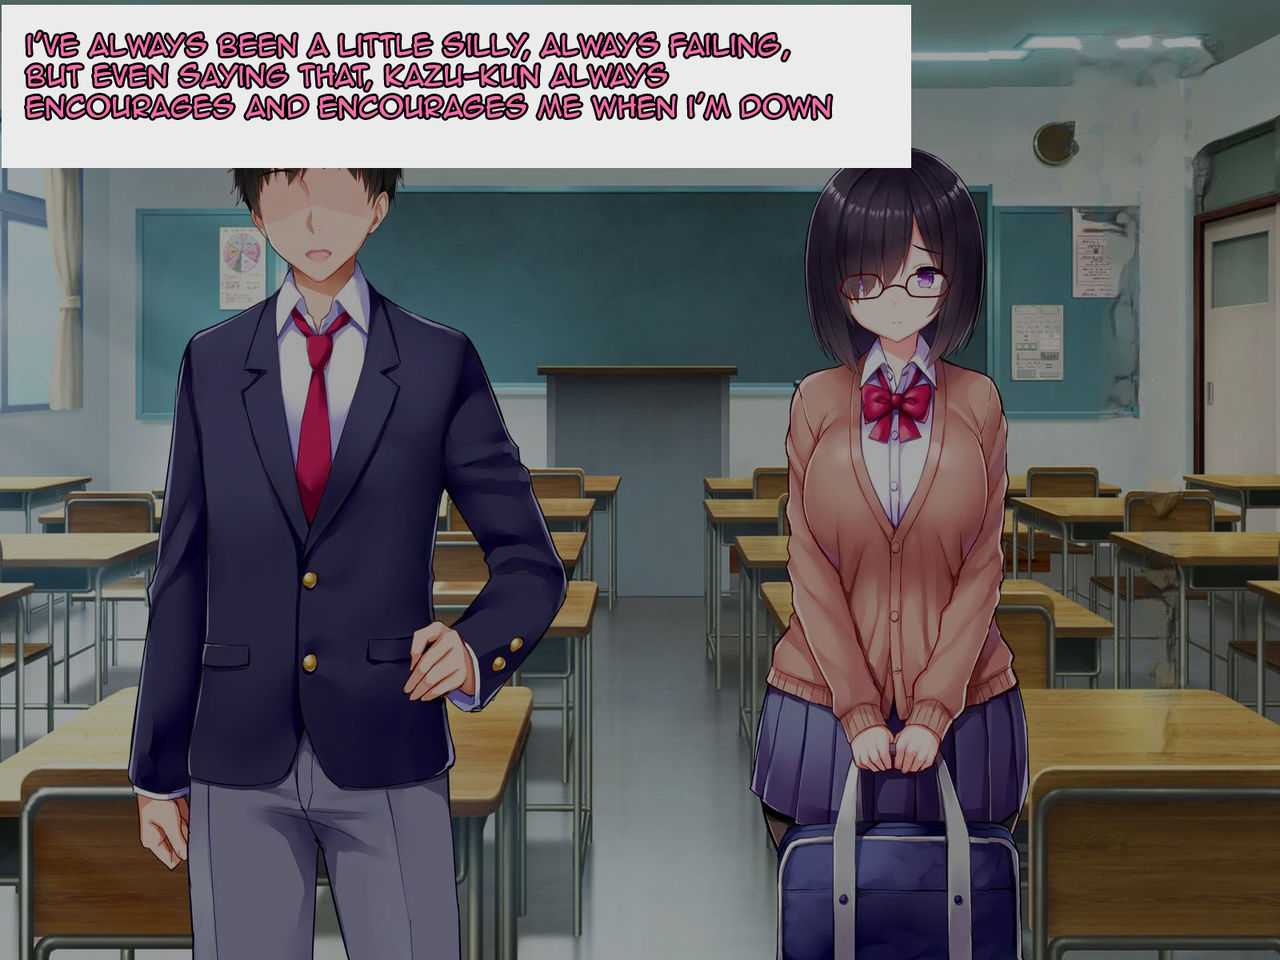 I'VE ALWAYS BEEN A LITTLE SILLY, ALWAYS FAILING,
BUT EVEN SAYING THAT, KAZU-KUN ALWAYS
ENCOURAGES AND ENCOURAGES ME WHEN I'M DOWN